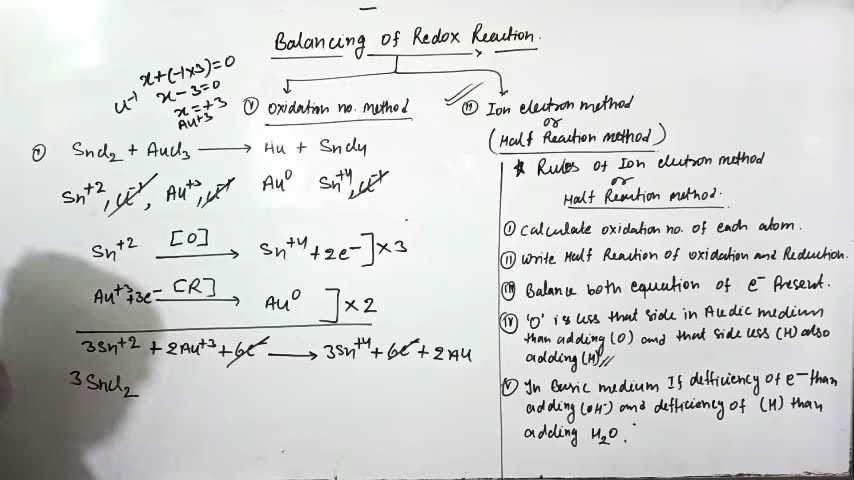 Balancing of Redox Reaction.
x+(-1×3)=0
x-3=0
x=+3
Au+3
Cl-1
(i) Oxidation no. method
(ii) Ion electron method
or
(Half Reaction method)
(i) SnCl2 + AuCl3 → Au + SnCl4
Sn+2, Cl-1, Au+3, Cl-1 Au0 Sn+4, Cl-1
Sn+2 [O] → Sn+4 + 2e-] × 3
Au+3+3e- [R] → Au0 ] × 2
3Sn+2 + 2Au+3 + 6e- → 3Sn+4 + 6e- + 2Au
3SnCl2
* Rules of Ion electron method
or
Half Reaction method.
(i) Calculate oxidation no. of each atom.
(ii) Write Half Reaction of oxidation and Reduction.
(iii) Balance both equation of e- Present.
(iv) 'O' is less that side in Acidic medium
than adding (O) and that side less (H) also
adding (H)
(v) In Basic medium If defficiency of e- than
adding (OH-) and defficiency of (H) than
adding H2O.